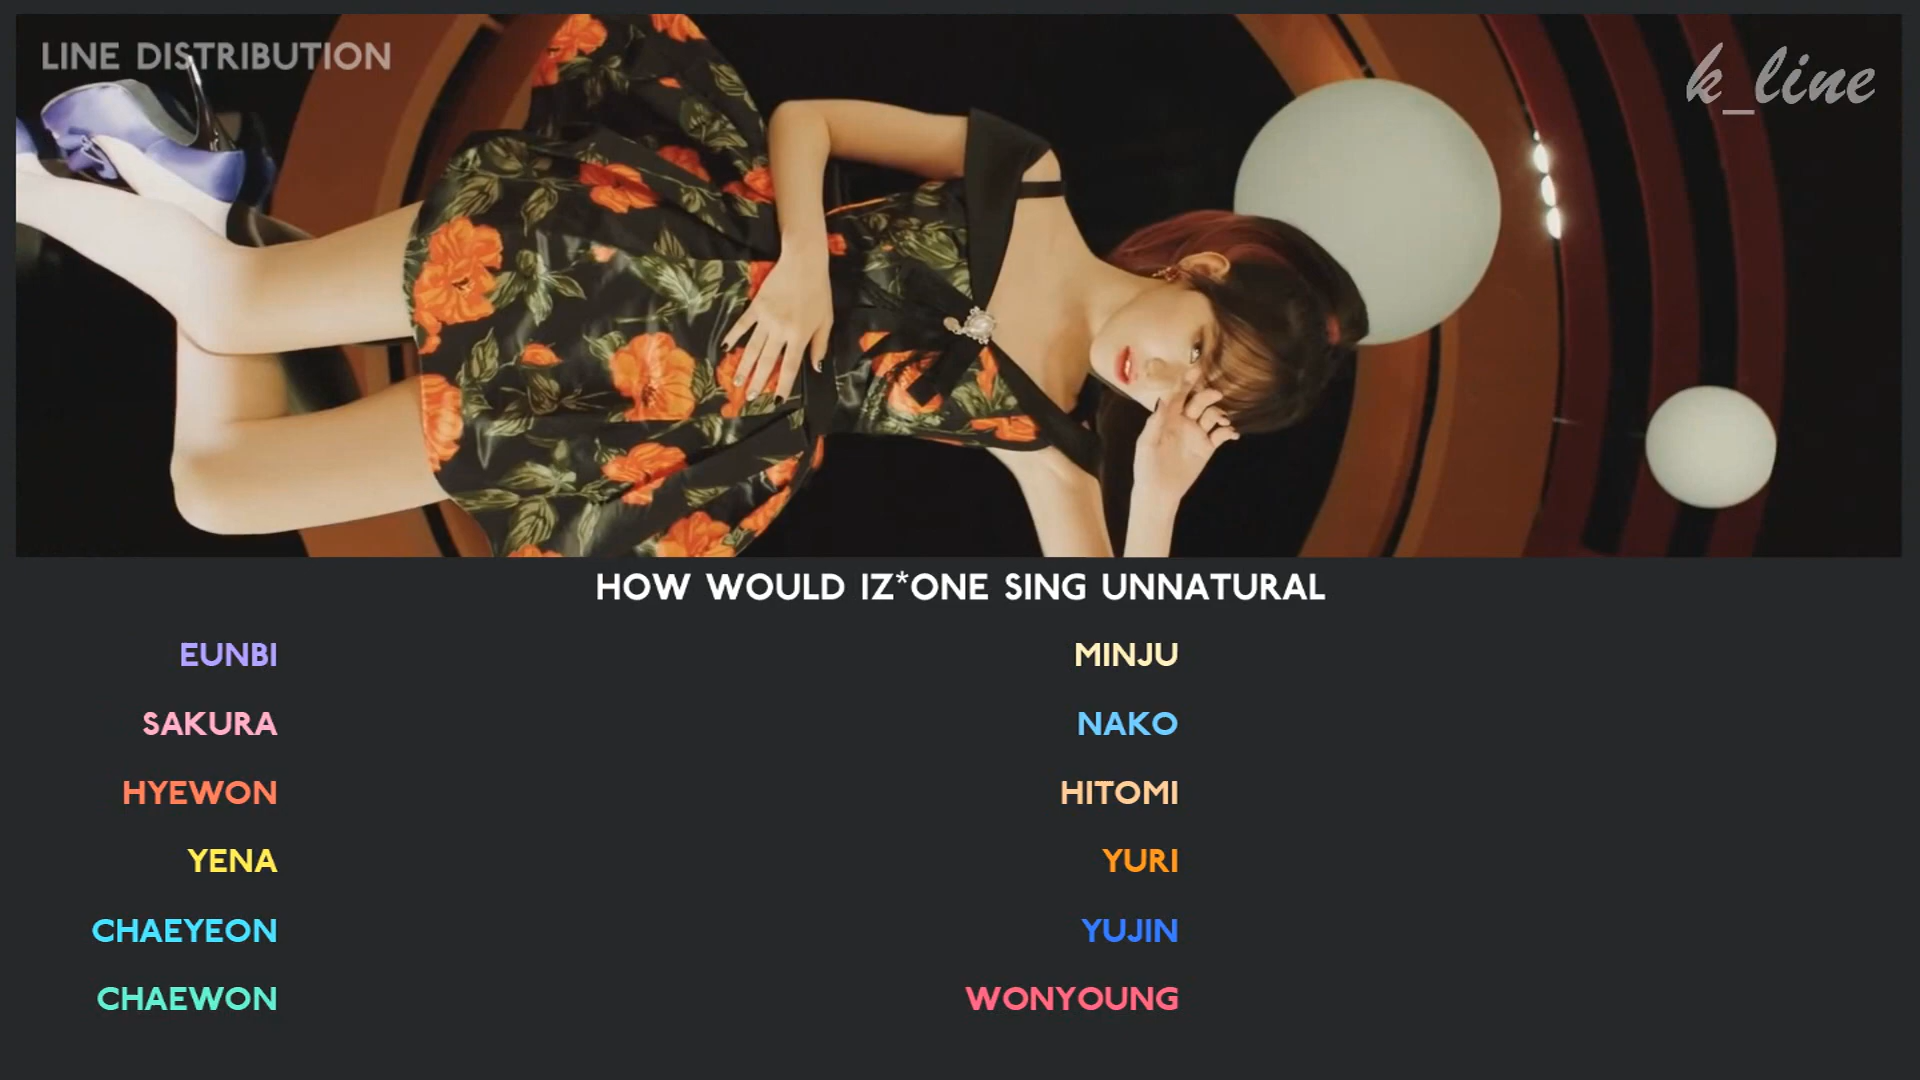 LINE DISTRIBUTION
k_line
HOW WOULD IZ*ONE SING UNNATURAL
EUNBI
SAKURA
HYEWON
YENA
CHAEYEON
CHAEWON
MINJU
NAKO
HITOMI
YURI
YUJIN
WONYOUNG